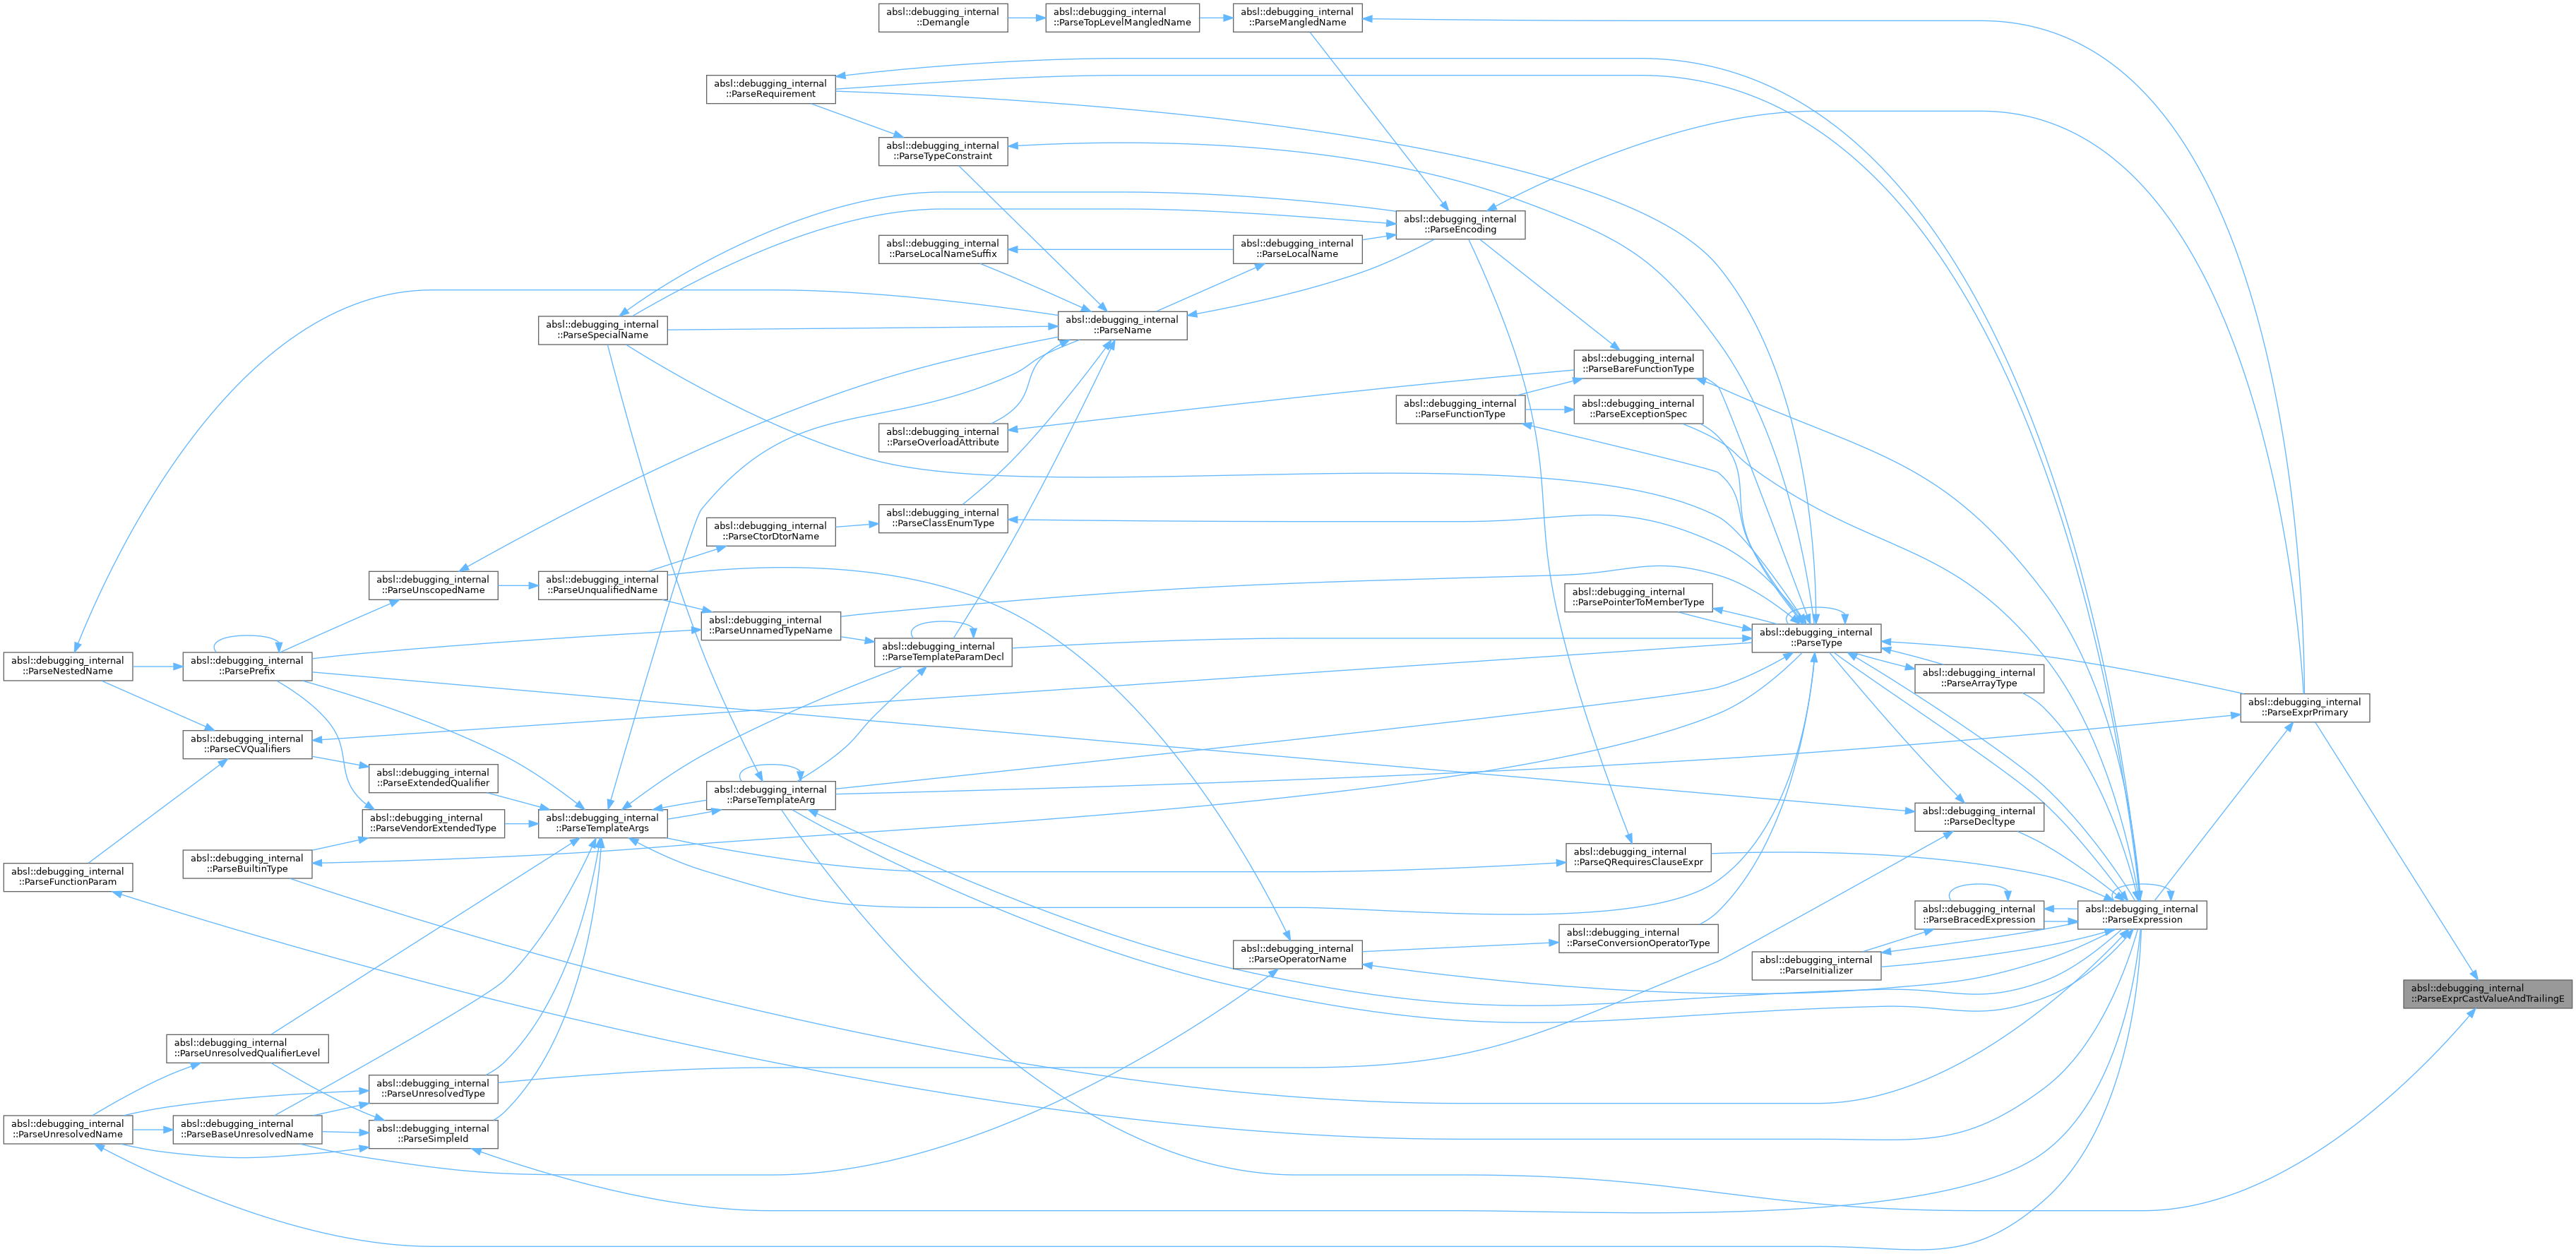 absl::debugging_internal
::Demangle
absl::debugging_internal
::ParseTopLevelMangledName
absl::debugging_internal
::ParseMangledName
absl::debugging_internal
::ParseRequirement
absl::debugging_internal
::ParseTypeConstraint
absl::debugging_internal
::ParseEncoding
absl::debugging_internal
::ParseLocalNameSuffix
absl::debugging_internal
::ParseLocalName
absl::debugging_internal
::ParseSpecialName
absl::debugging_internal
::ParseName
absl::debugging_internal
::ParseBareFunctionType
absl::debugging_internal
::ParseFunctionType
absl::debugging_internal
::ParseExceptionSpec
absl::debugging_internal
::ParseOverloadAttribute
absl::debugging_internal
::ParseClassEnumType
absl::debugging_internal
::ParseCtorDtorName
absl::debugging_internal
::ParseUnscopedName
absl::debugging_internal
::ParseUnqualifiedName
absl::debugging_internal
::ParsePointerToMemberType
absl::debugging_internal
::ParseUnnamedTypeName
absl::debugging_internal
::ParseTemplateParamDecl
absl::debugging_internal
::ParseType
absl::debugging_internal
::ParseNestedName
absl::debugging_internal
::ParsePrefix
absl::debugging_internal
::ParseArrayType
absl::debugging_internal
::ParseExprPrimary
absl::debugging_internal
::ParseCVQualifiers
absl::debugging_internal
::ParseExtendedQualifier
absl::debugging_internal
::ParseTemplateArg
absl::debugging_internal
::ParseVendorExtendedType
absl::debugging_internal
::ParseTemplateArgs
absl::debugging_internal
::ParseDecltype
absl::debugging_internal
::ParseFunctionParam
absl::debugging_internal
::ParseBuiltinType
absl::debugging_internal
::ParseQRequiresClauseExpr
absl::debugging_internal
::ParseBracedExpression
absl::debugging_internal
::ParseExpression
absl::debugging_internal
::ParseOperatorName
absl::debugging_internal
::ParseConversionOperatorType
absl::debugging_internal
::ParseInitializer
absl::debugging_internal
::ParseExprCastValueAndTrailingE
absl::debugging_internal
::ParseUnresolvedQualifierLevel
absl::debugging_internal
::ParseUnresolvedType
absl::debugging_internal
::ParseUnresolvedName
absl::debugging_internal
::ParseBaseUnresolvedName
absl::debugging_internal
::ParseSimpleId